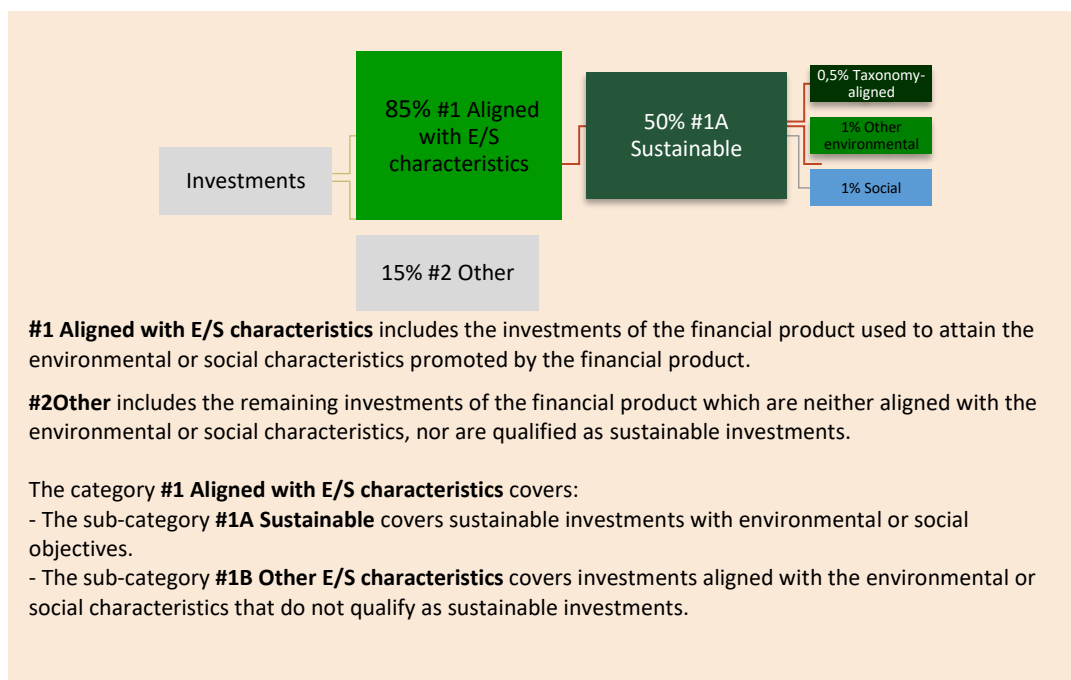 Investments
85% #1 Aligned
with E/S
characteristics
50% #1A
Sustainable
0,5% Taxonomy-
aligned
1% Other
environmental
1% Social
15% #2 Other
#1 Aligned with E/S characteristics includes the investments of the financial product used to attain the
environmental or social characteristics promoted by the financial product.
#2Other includes the remaining investments of the financial product which are neither aligned with the
environmental or social characteristics, nor are qualified as sustainable investments.
The category #1 Aligned with E/S characteristics covers:
- The sub-category #1A Sustainable covers sustainable investments with environmental or social
objectives.
- The sub-category #1B Other E/S characteristics covers investments aligned with the environmental or
social characteristics that do not qualify as sustainable investments.